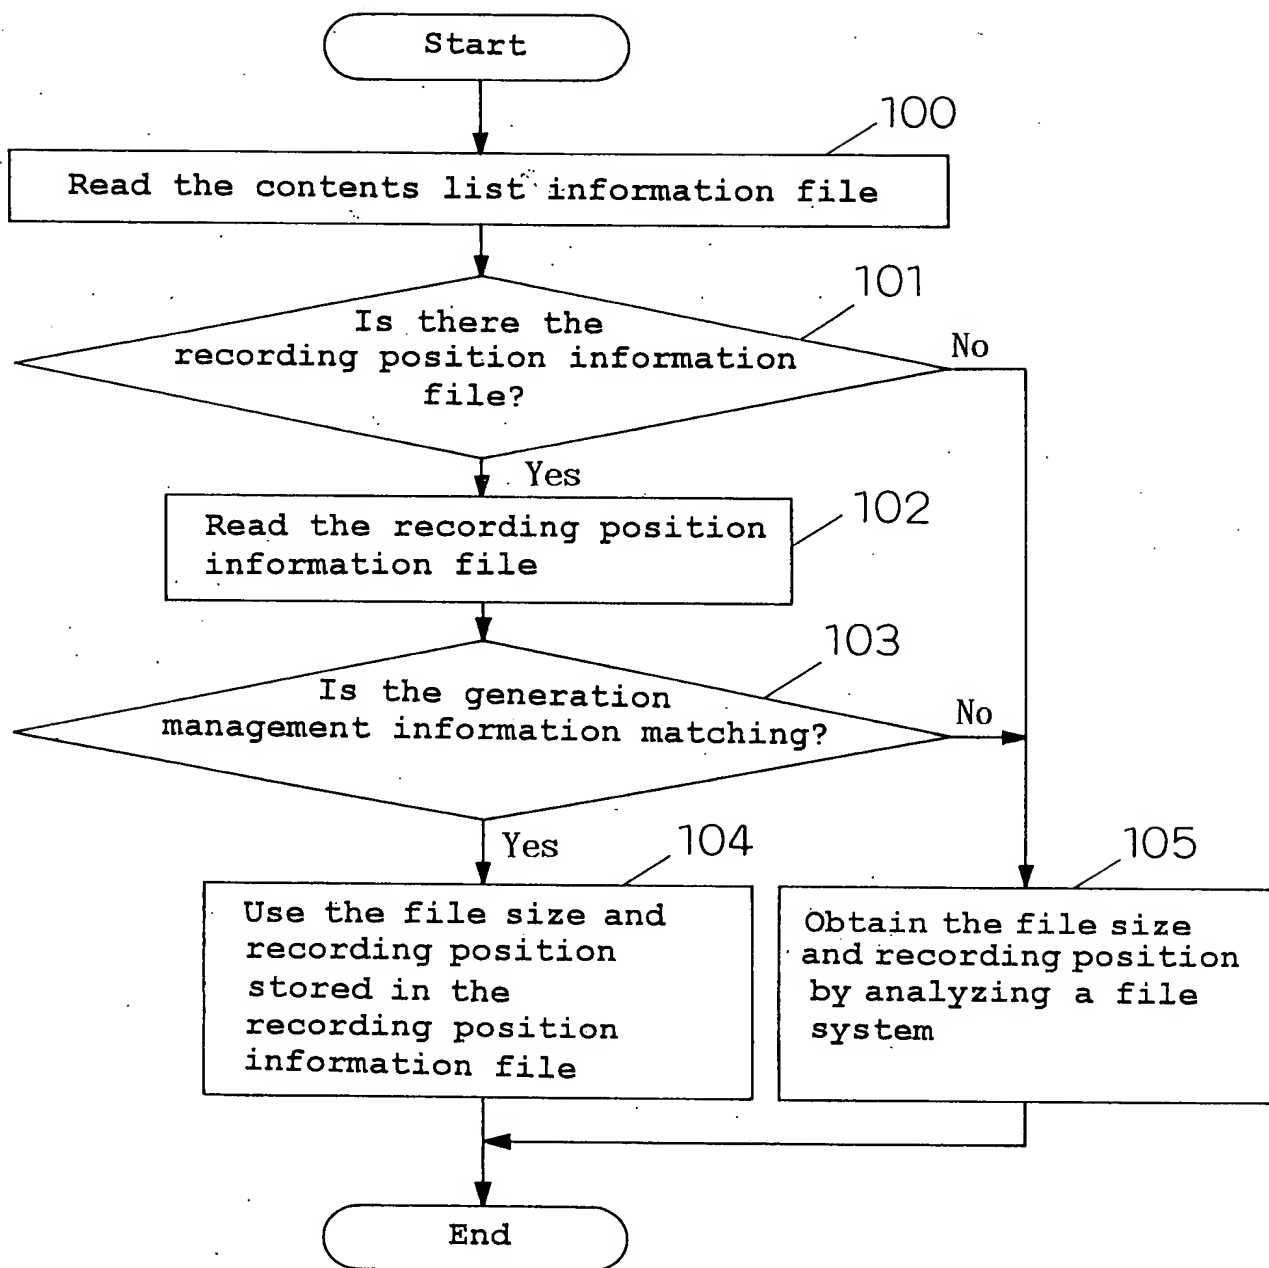 Start
100
Read the contents list information file
101
Is there the
recording position information
file?
No
Yes
102
Read the recording position
information file
103
Is the generation
management information matching?
No
Yes
104
Use the file size and
recording position
stored in the
recording position
information file
105
Obtain the file size
and recording position
by analyzing a file
system
End